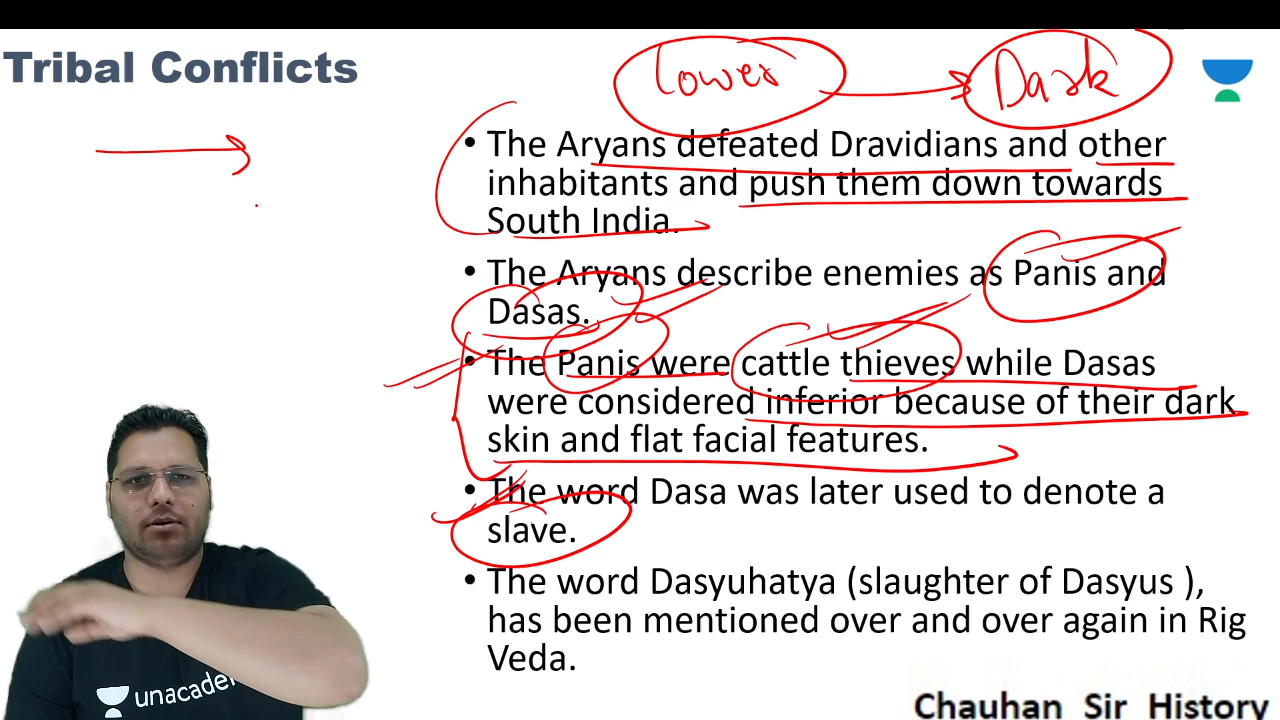 Tribal Conflicts
Lower
Dark
• The Aryans defeated Dravidians and other
inhabitants and push them down towards
South India.
• The Aryans describe enemies as Panis and
Dasas.
• The Panis were cattle thieves while Dasas
were considered inferior because of their dark
skin and flat facial features.
• The word Dasa was later used to denote a
slave.
• The word Dasyuhatya (slaughter of Dasyus ),
has been mentioned over and over again in Rig
Veda.
unacade
Chauhan Sir History